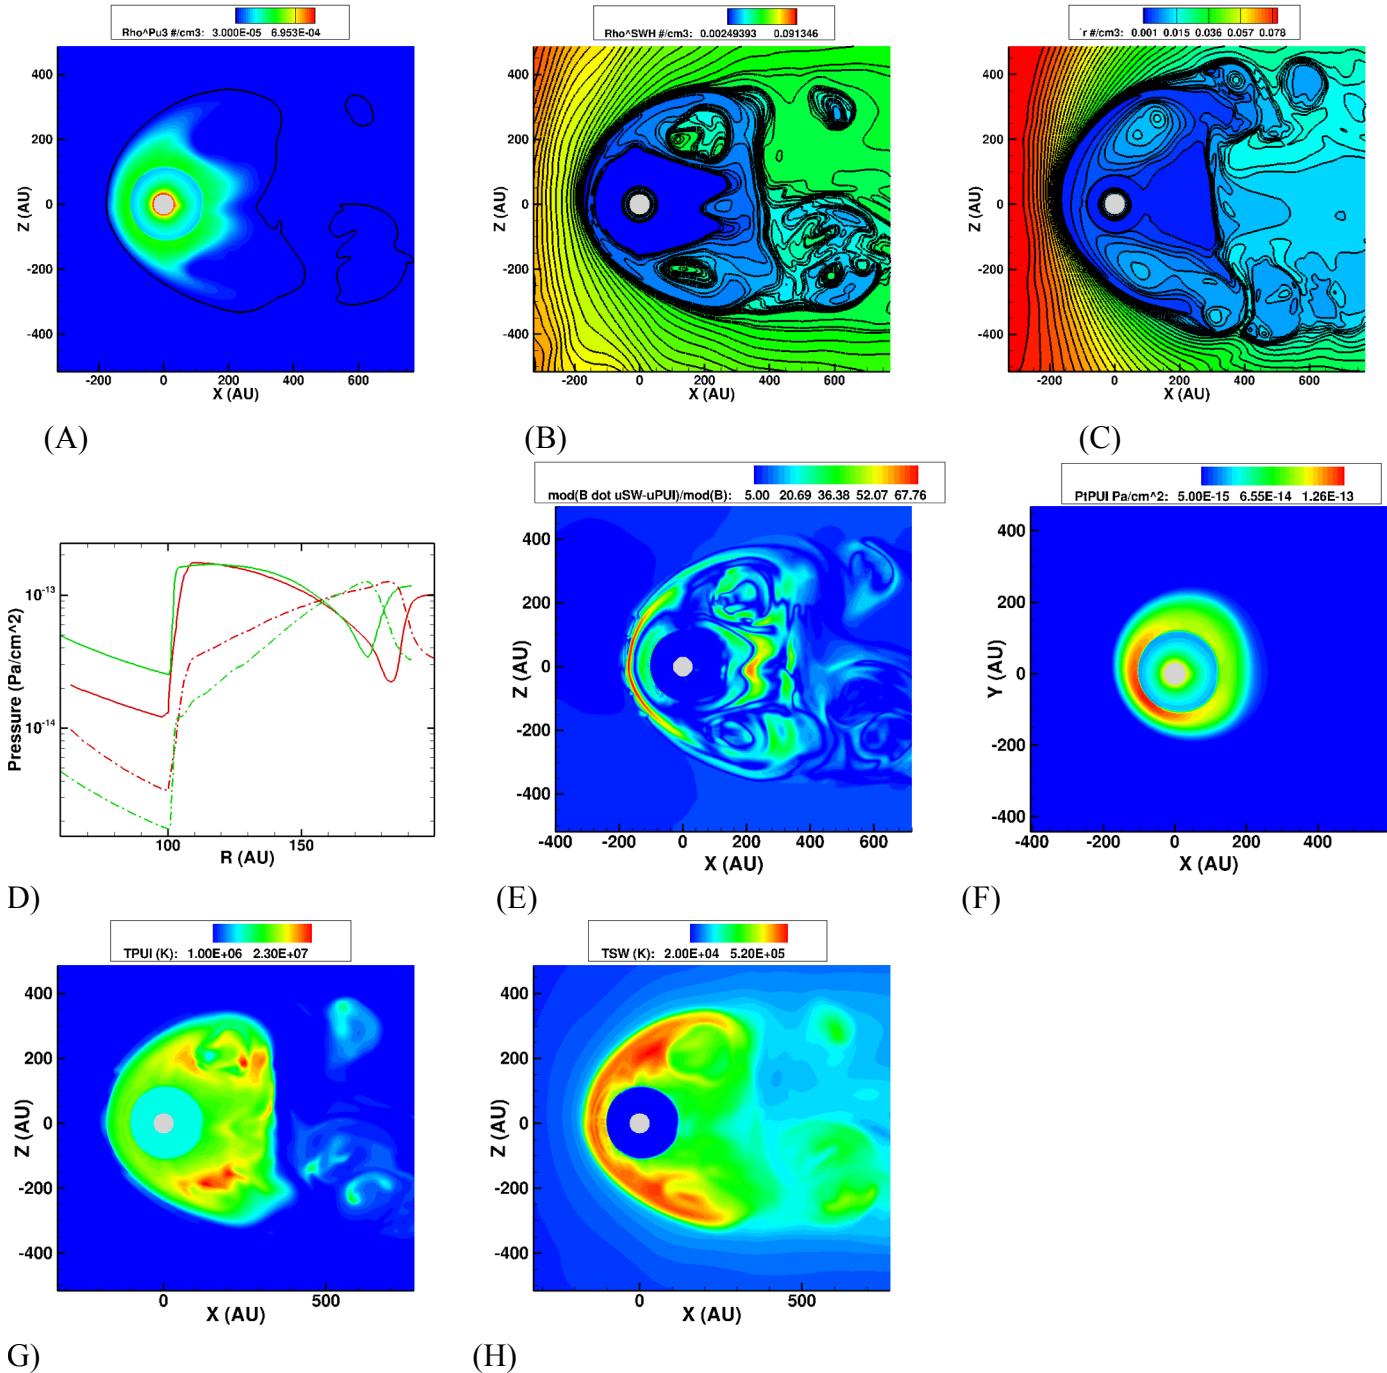 Rho^Pu3 #/cm3: 3.000E-05 6.953E-04
Rho^SWH #/cm3: 0.00249393 0.091346
`r #/cm3: 0.001 0.015 0.036 0.057 0.078
Z (AU)
400
200
0
-200
-400
-200 0 200 400 600
X (AU)
Z (AU)
400
200
0
-200
-400
-200 0 200 400 600
X (AU)
Z (AU)
400
200
0
-200
-400
-200 0 200 400 600
X (AU)
(A)
(B)
(C)
Pressure (Pa/cm^2)
10^-13
10^-14
100 150
R (AU)
D)
mod(B dot uSW-uPUI)/mod(B): 5.00 20.69 36.38 52.07 67.76
Z (AU)
400
200
0
-200
-400
-400 -200 0 200 400 600
X (AU)
(E)
PtPUI Pa/cm^2: 5.00E-15 6.55E-14 1.26E-13
Y (AU)
400
200
0
-200
-400
-400 -200 0 200 400
X (AU)
(F)
TPUI (K): 1.00E+06 2.30E+07
Z (AU)
400
200
0
-200
-400
0 500
X (AU)
G)
TSW (K): 2.00E+04 5.20E+05
Z (AU)
400
200
0
-200
-400
0 500
X (AU)
(H)